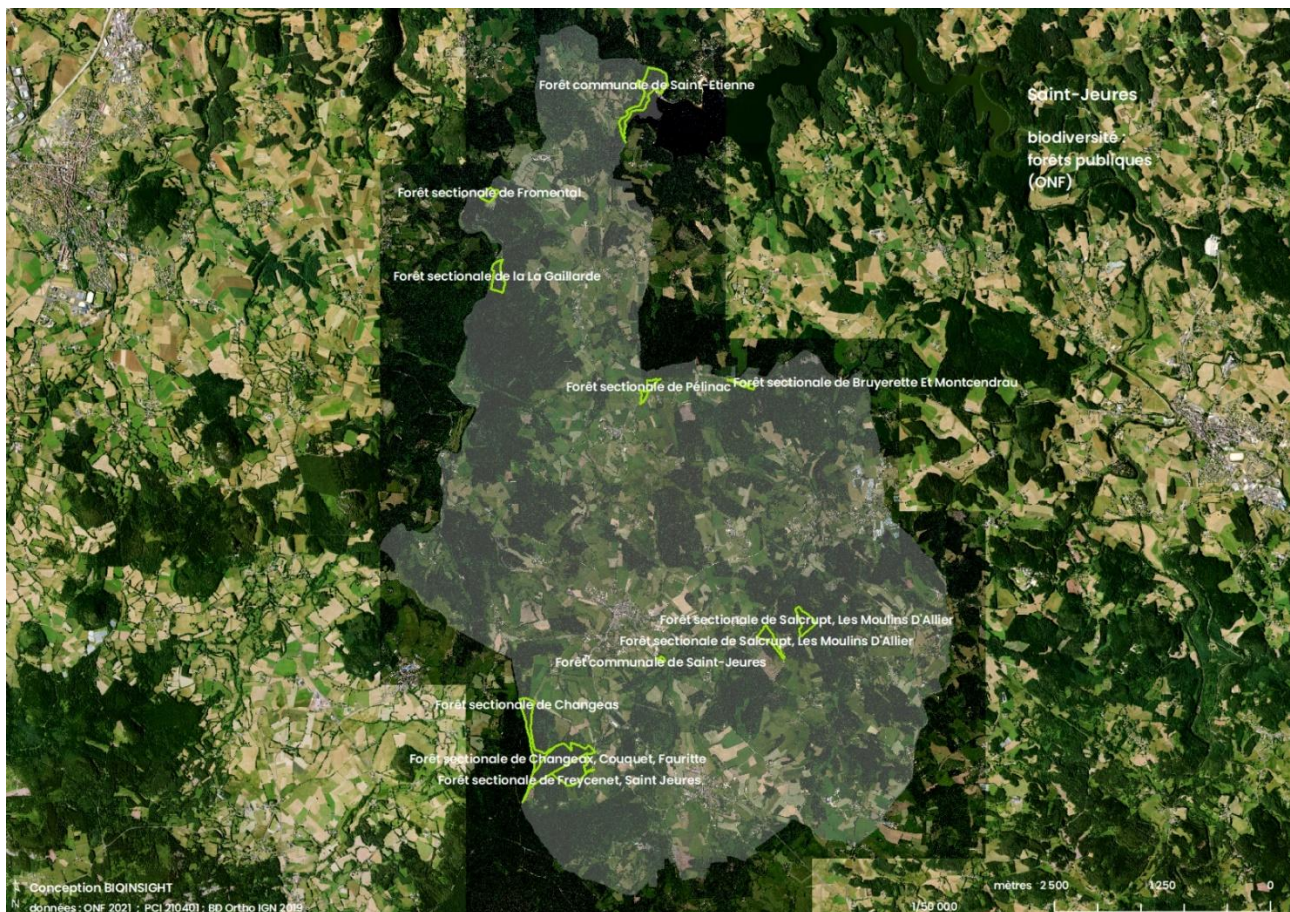 Forêt communale de Saint-Etienne
Saint-Jeures
biodiversité :
forêts publiques
(ONF)
Forêt sectionale de Fromental
Forêt sectionale de la La Gaillarde
Forêt sectionale de Pélinac
Forêt sectionale de Bruyerette Et Montcendrau
Forêt sectionale de Salcrupt, Les Moulins D'Allier
Forêt sectionale de Salcrupt, Les Moulins D'Allier
Forêt communale de Saint-Jeures
Forêt sectionale de Changeas
Forêt sectionale de Changeax, Couquet, Fauritte
Forêt sectionale de Freycenet, Saint Jeures
N
Conception BIOINSIGHT
données : ONF 2021 ; PCI 210401 ; BD Ortho IGN 2019
mètres 2 500 1 250 0
1/50 000